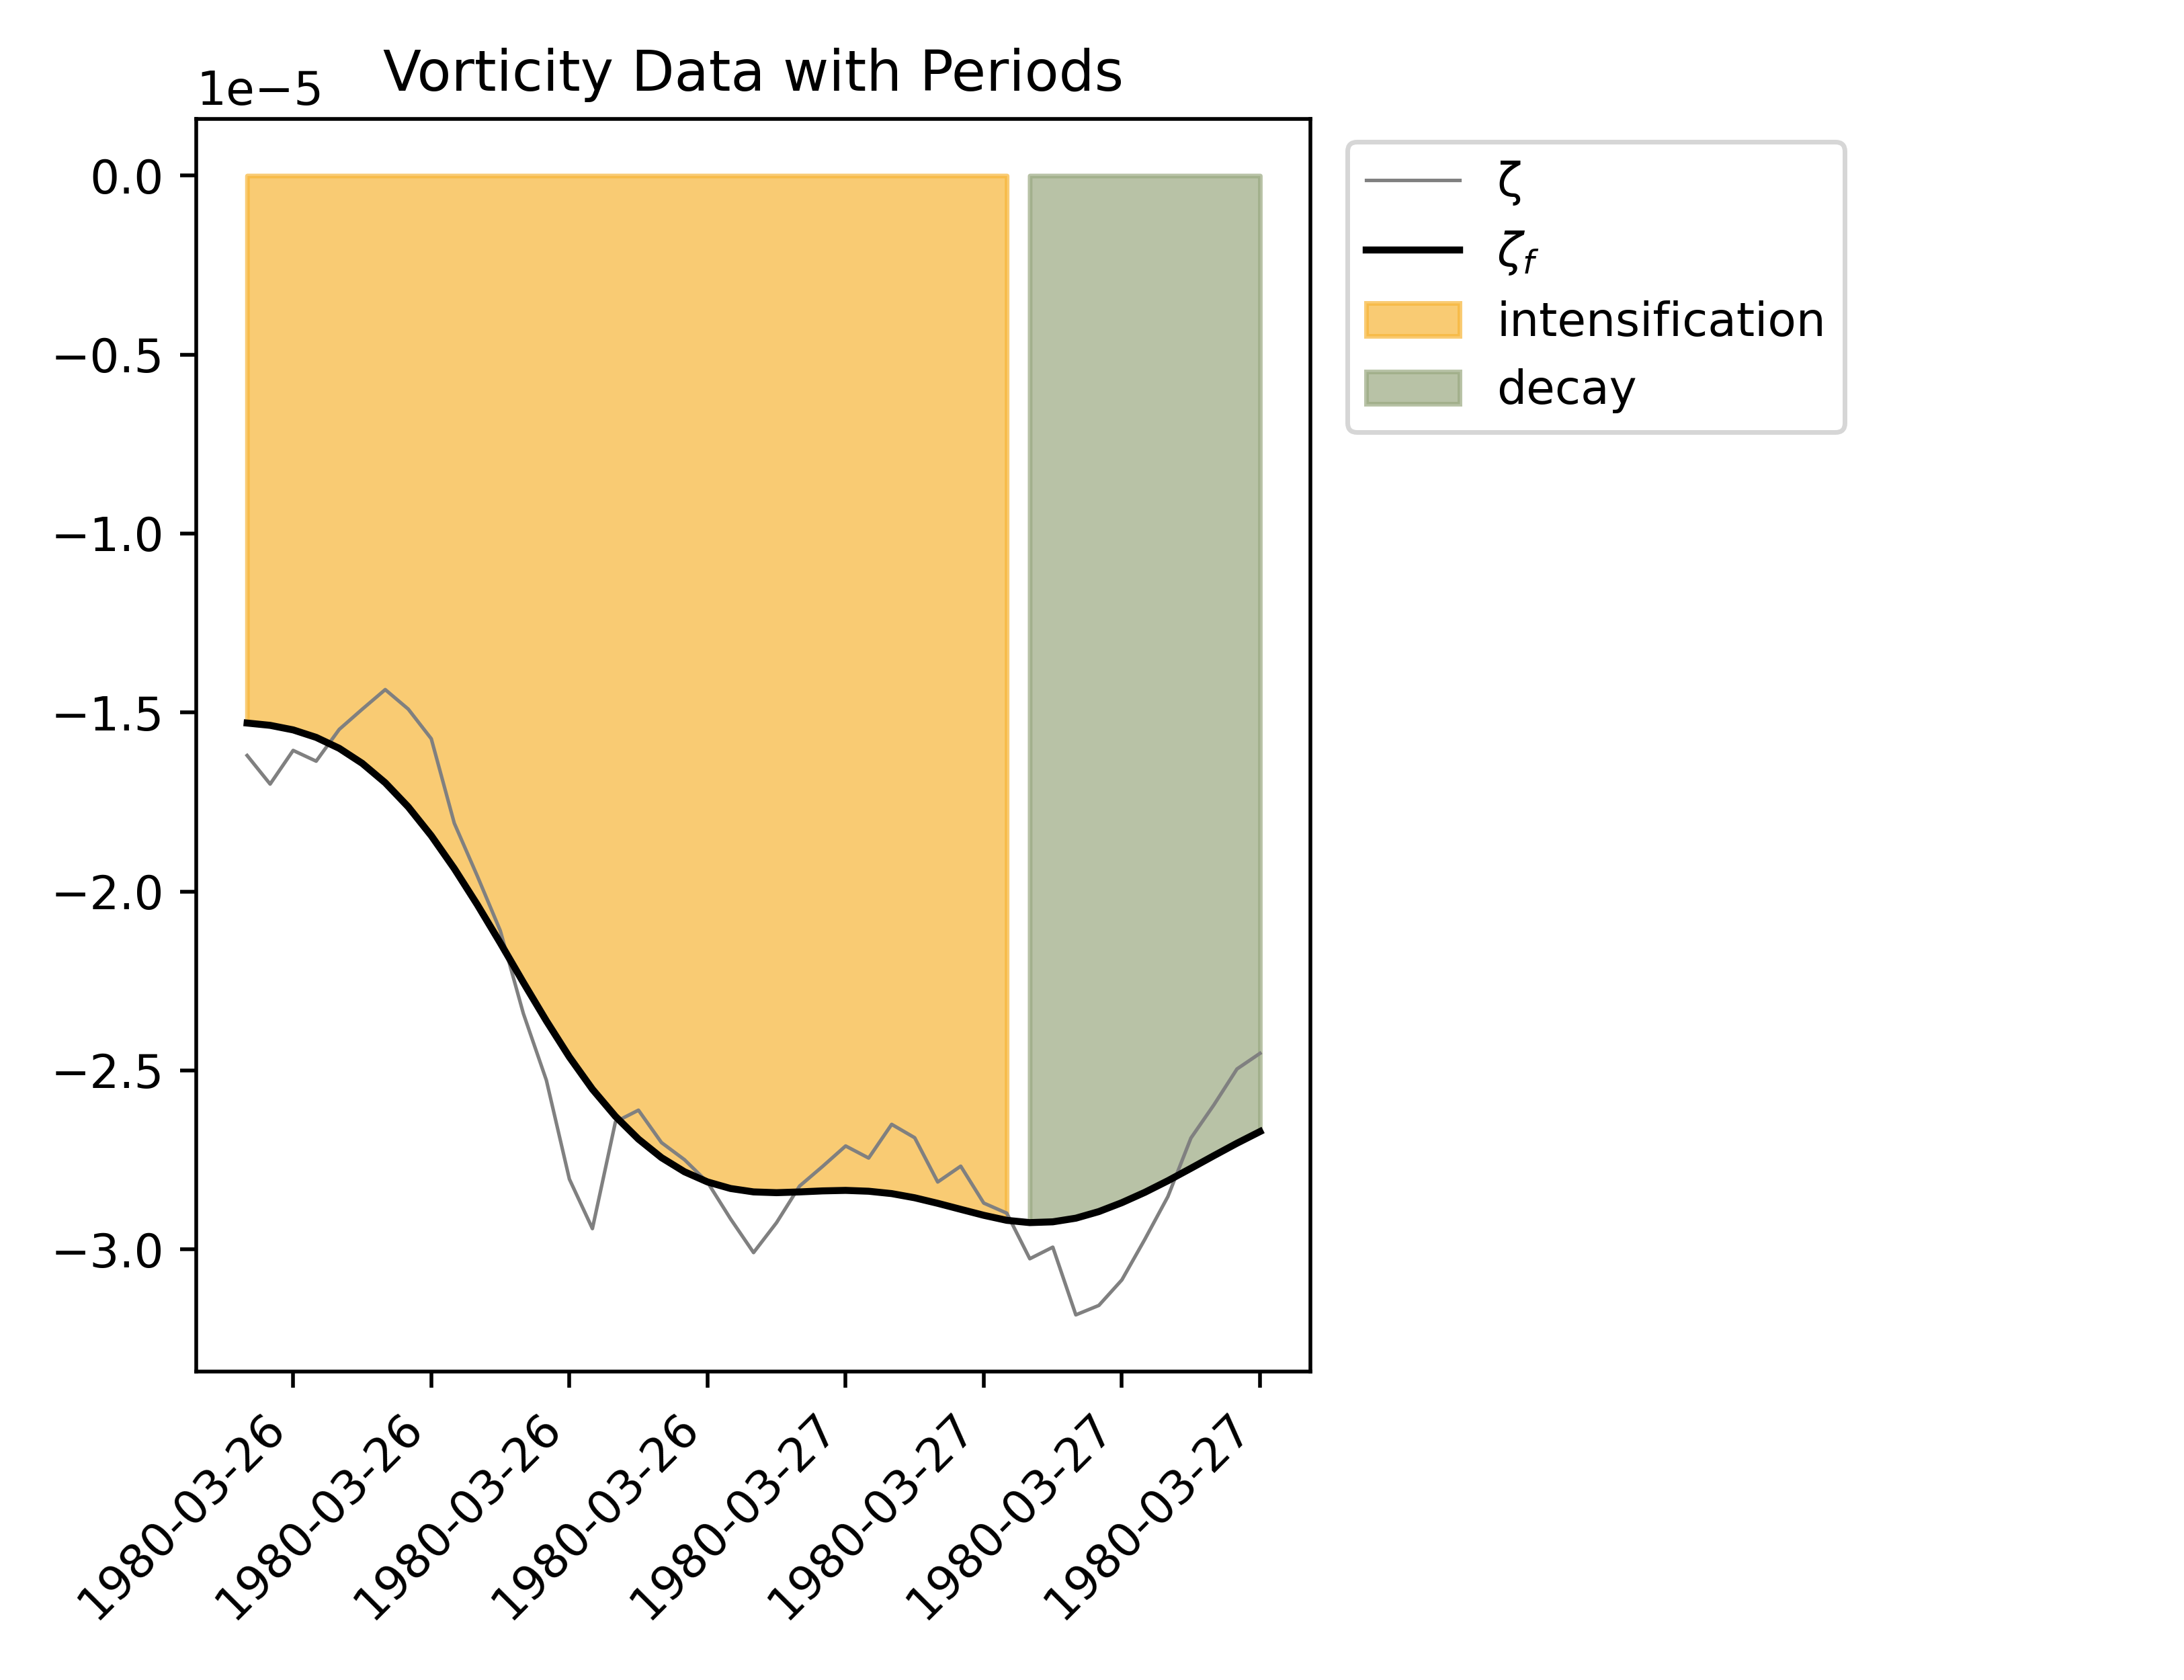 Vorticity Data with Periods
1e−5
0.0
−0.5
−1.0
−1.5
−2.0
−2.5
−3.0
1980-03-26
1980-03-26
1980-03-26
1980-03-26
1980-03-27
1980-03-27
1980-03-27
1980-03-27
ζ
ζf
intensification
decay